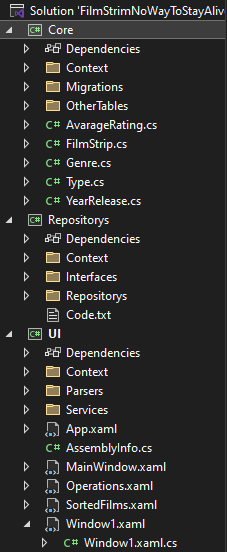 Solution 'FilmStrimNoWayToStayAliv
C# Core
Dependencies
Context
Migrations
OtherTables
C# AvarageRating.cs
C# FilmStrip.cs
C# Genre.cs
C# Type.cs
C# YearRelease.cs
C# Repositorys
Dependencies
Context
Interfaces
Repositorys
Code.txt
C# UI
Dependencies
Context
Parsers
Services
App.xaml
C# AssemblyInfo.cs
MainWindow.xaml
Operations.xaml
SortedFilms.xaml
Window1.xaml
C# Window1.xaml.cs